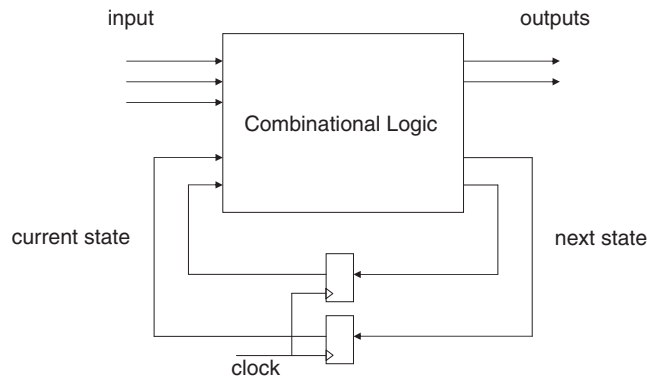 input
outputs
Combinational Logic
current state
next state
clock